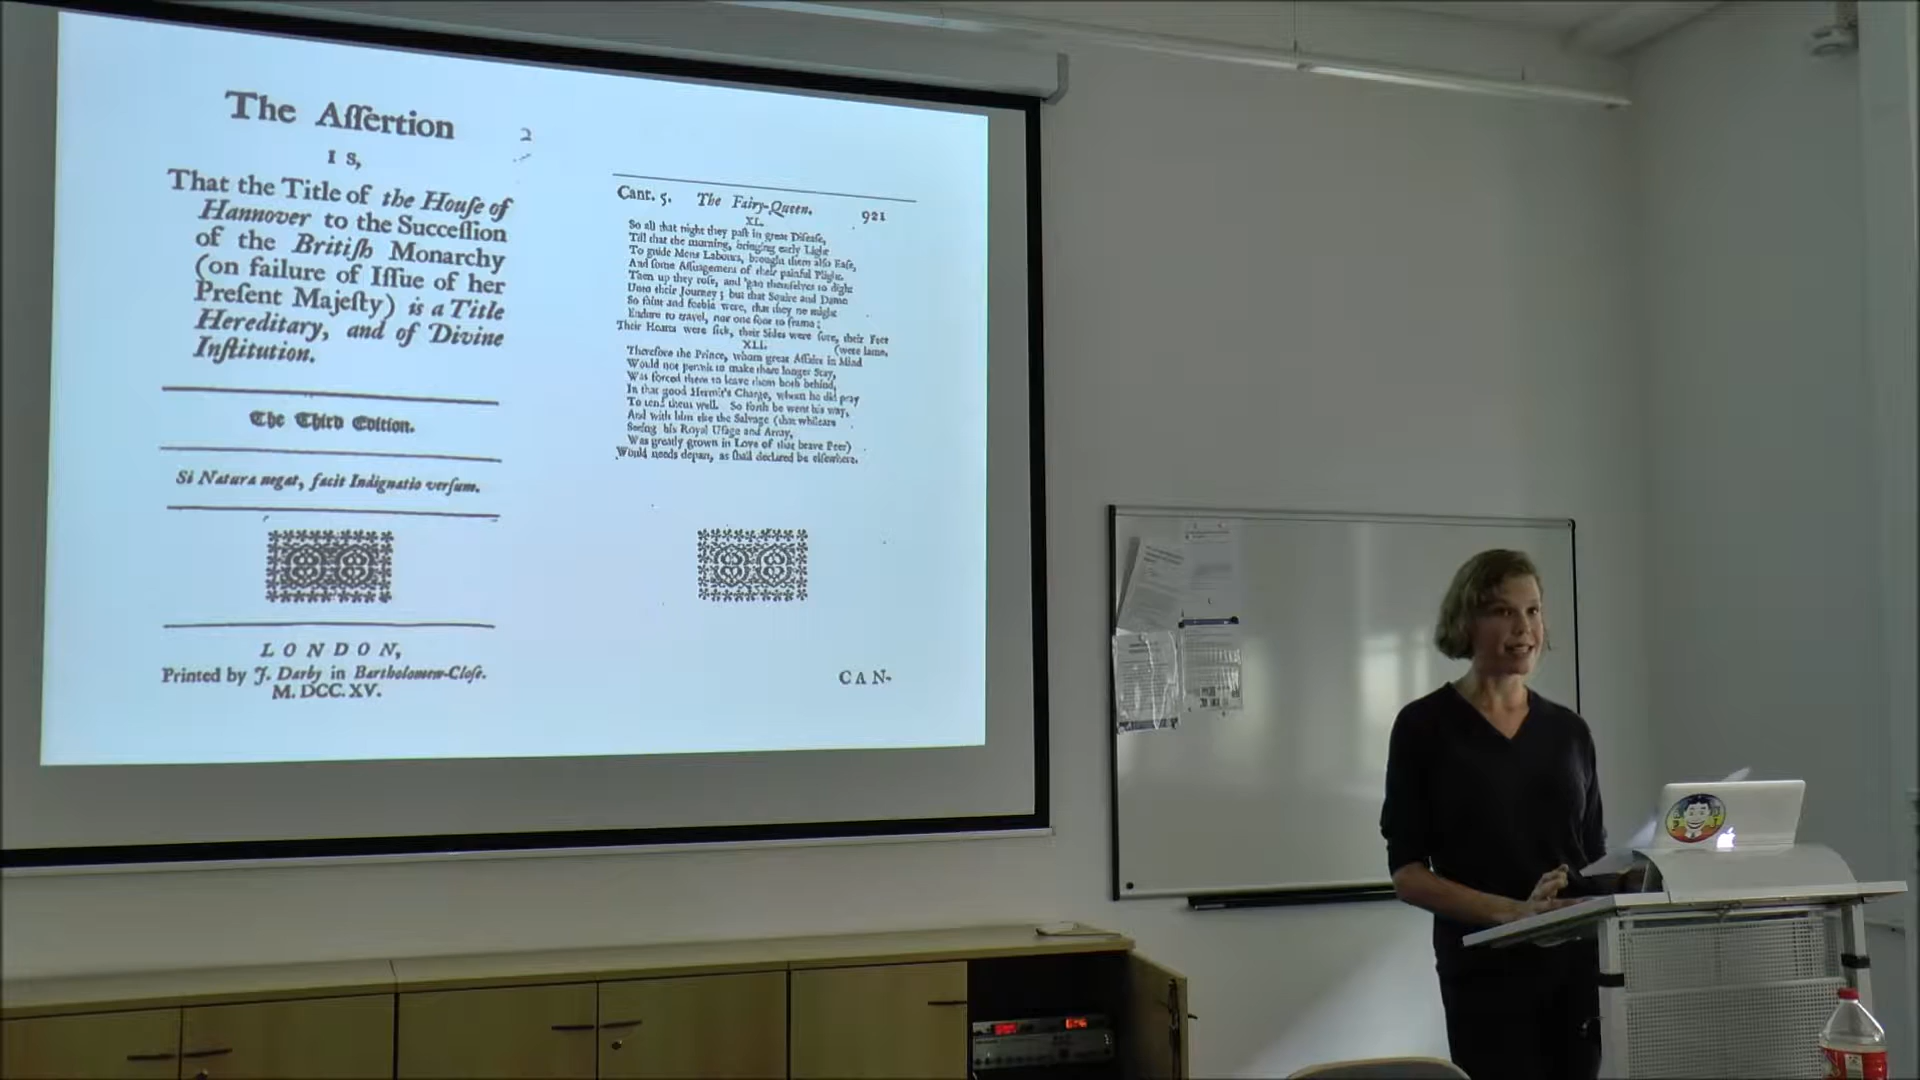 The Aſſertion
2
I S,
That the Title of the Houſe of
Hannover to the Succeſſion
of the Britiſh Monarchy
(on failure of Iſſue of her
Preſent Majeſty) is a Title
Hereditary, and of Divine
Inſtitution.
The Third Edition.
Si Natura negat, facit Indignatio verſum.
L O N D O N,
Printed by J. Darby in Bartholomew-Cloſe.
M. DCC. XV.
Cant. 5. The Fairy-Queen. 921
XL.
So all that night they paſt in great Diſeaſe,
Till that the morning, bringing early Light
To guide Mens Labours, brought them alſo Eaſe,
And ſome Aſſuagement of their painful Plight.
Then up they roſe, and 'gan themſelves to dight
Unto their Journey; but that Squire and Dame
So faint and feeble were, that they ne might
Endure to travel, nor one foot to frame;
Their Hearts were ſick, their Sides were ſore, their Feet
(were lame.
XLI.
Therefore the Prince, whom great Affairs in Mind
Would not permit to make there longer Stay,
Was forced there to leave them both behind,
In that good Hermit's Charge, whom he did pray
To tend them well. So forth he went his way,
And with him eke the Salvage (that whileare
Seeing his Royal Uſage and Array,
Was greatly grown in Love of that brave Peer)
Would needs depart, as ſhall declared be elſewhere.
C A N-